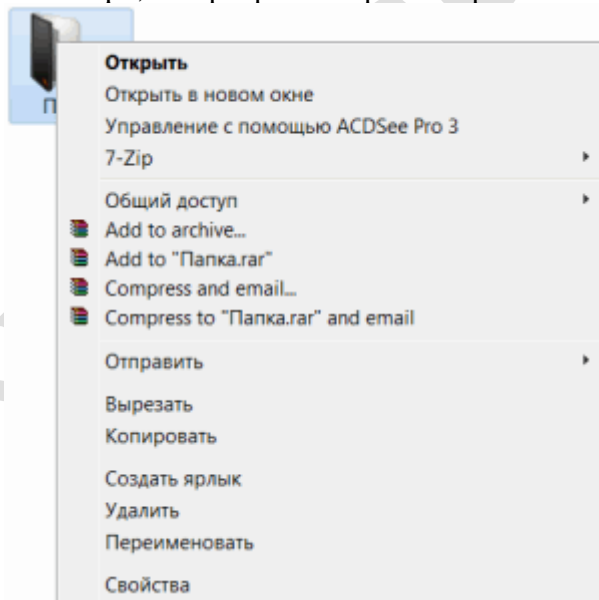 Открыть
Открыть в новом окне
Управление с помощью ACDSee Pro 3
7-Zip
Общий доступ
Add to archive...
Add to "Папка.rar"
Compress and email...
Compress to "Папка.rar" and email
Отправить
Вырезать
Копировать
Создать ярлык
Удалить
Переименовать
Свойства